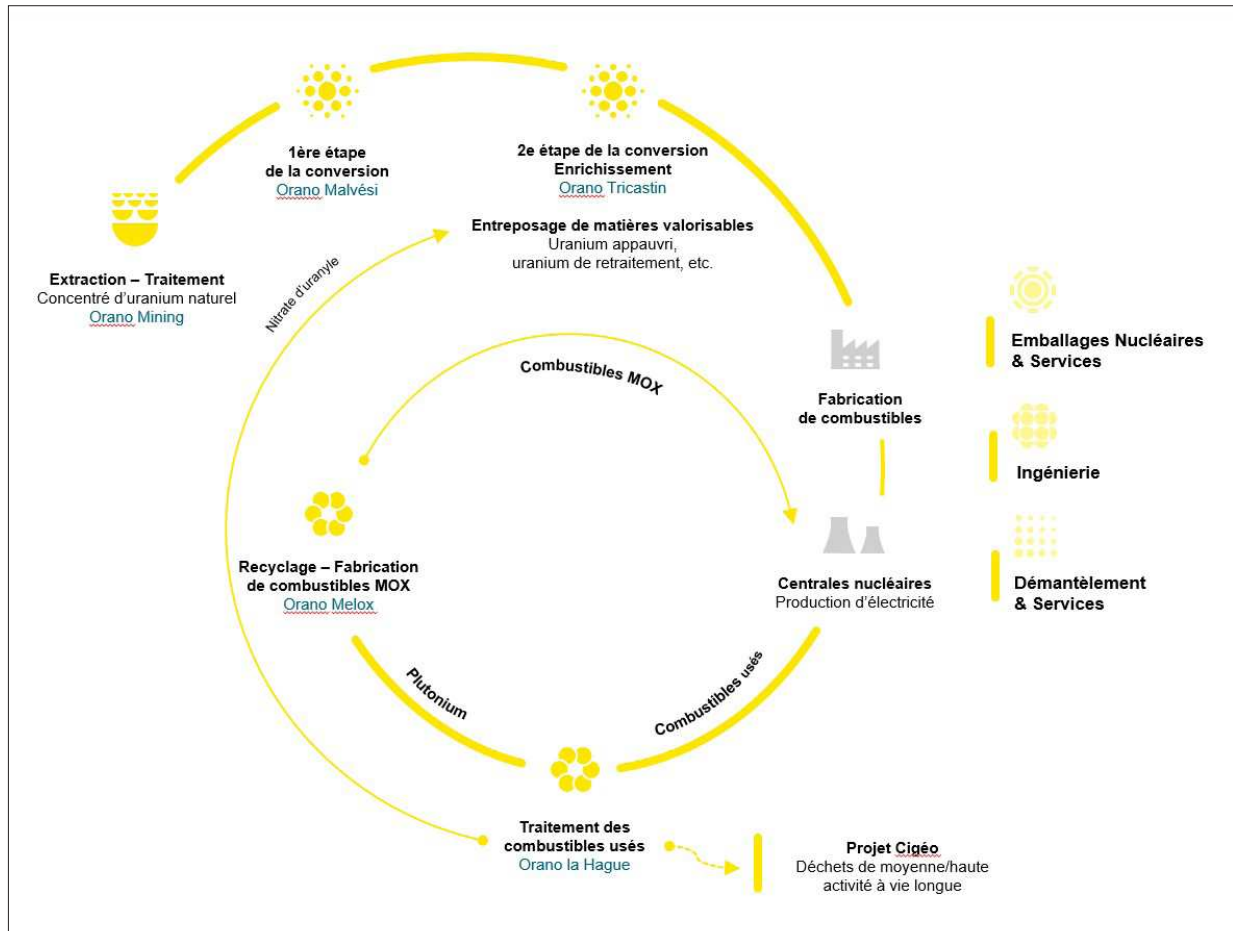 1ère étape
de la conversion
Orano Malvési
2e étape de la conversion
Enrichissement
Orano Tricastin
Entreposage de matières valorisables
Uranium appauvri,
uranium de retraitement, etc.
Extraction – Traitement
Concentré d'uranium naturel
Orano Mining
Nitrate d'uranyle
Combustibles MOX
Fabrication
de combustibles
Emballages Nucléaires
& Services
Ingénierie
Démantèlement
& Services
Recyclage – Fabrication
de combustibles MOX
Orano Melox
Centrales nucléaires
Production d'électricité
Plutonium
Combustibles usés
Traitement des
combustibles usés
Orano la Hague
Projet Cigéo
Déchets de moyenne/haute
activité à vie longue